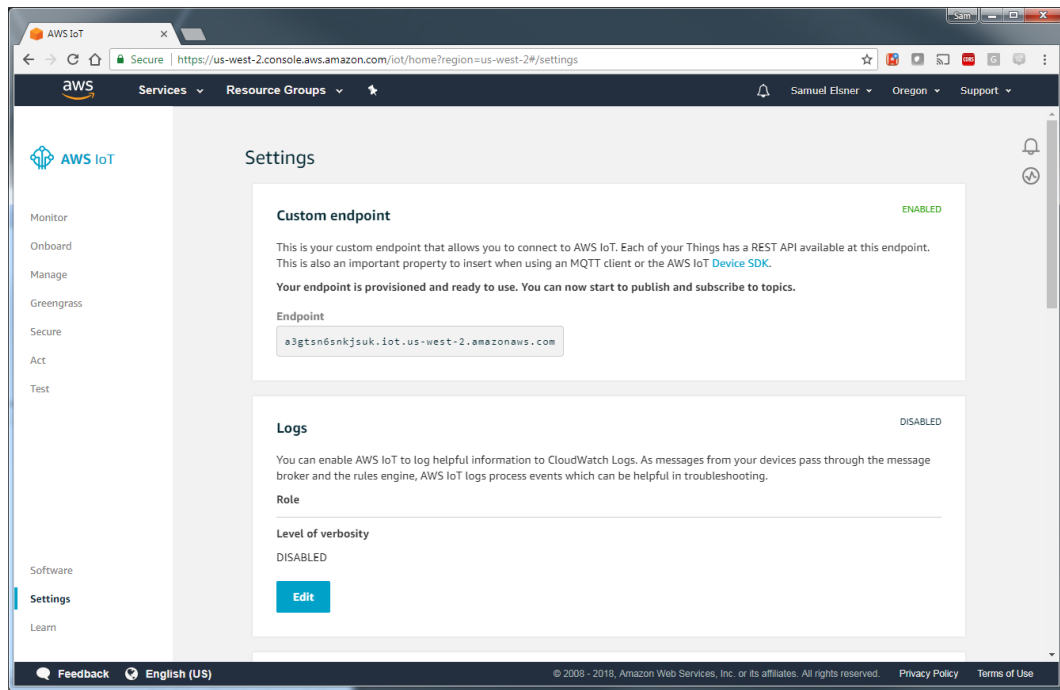 Sam
AWS IoT
Secure | https://us-west-2.console.aws.amazon.com/iot/home?region=us-west-2#/settings
CORS
G
aws Services Resource Groups Samuel Elsner Oregon Support
AWS IoT
Settings
Monitor
Onboard
Manage
Greengrass
Secure
Act
Test
Software
Settings
Learn
Custom endpoint ENABLED
This is your custom endpoint that allows you to connect to AWS IoT. Each of your Things has a REST API available at this endpoint.
This is also an important property to insert when using an MQTT client or the AWS IoT Device SDK.
Your endpoint is provisioned and ready to use. You can now start to publish and subscribe to topics.
Endpoint
a3gtsn6snkjsuk.iot.us-west-2.amazonaws.com
Logs DISABLED
You can enable AWS IoT to log helpful information to CloudWatch Logs. As messages from your devices pass through the message
broker and the rules engine, AWS IoT logs process events which can be helpful in troubleshooting.
Role
Level of verbosity
DISABLED
Edit
Feedback English (US) © 2008 - 2018, Amazon Web Services, Inc. or its affiliates. All rights reserved. Privacy Policy Terms of Use